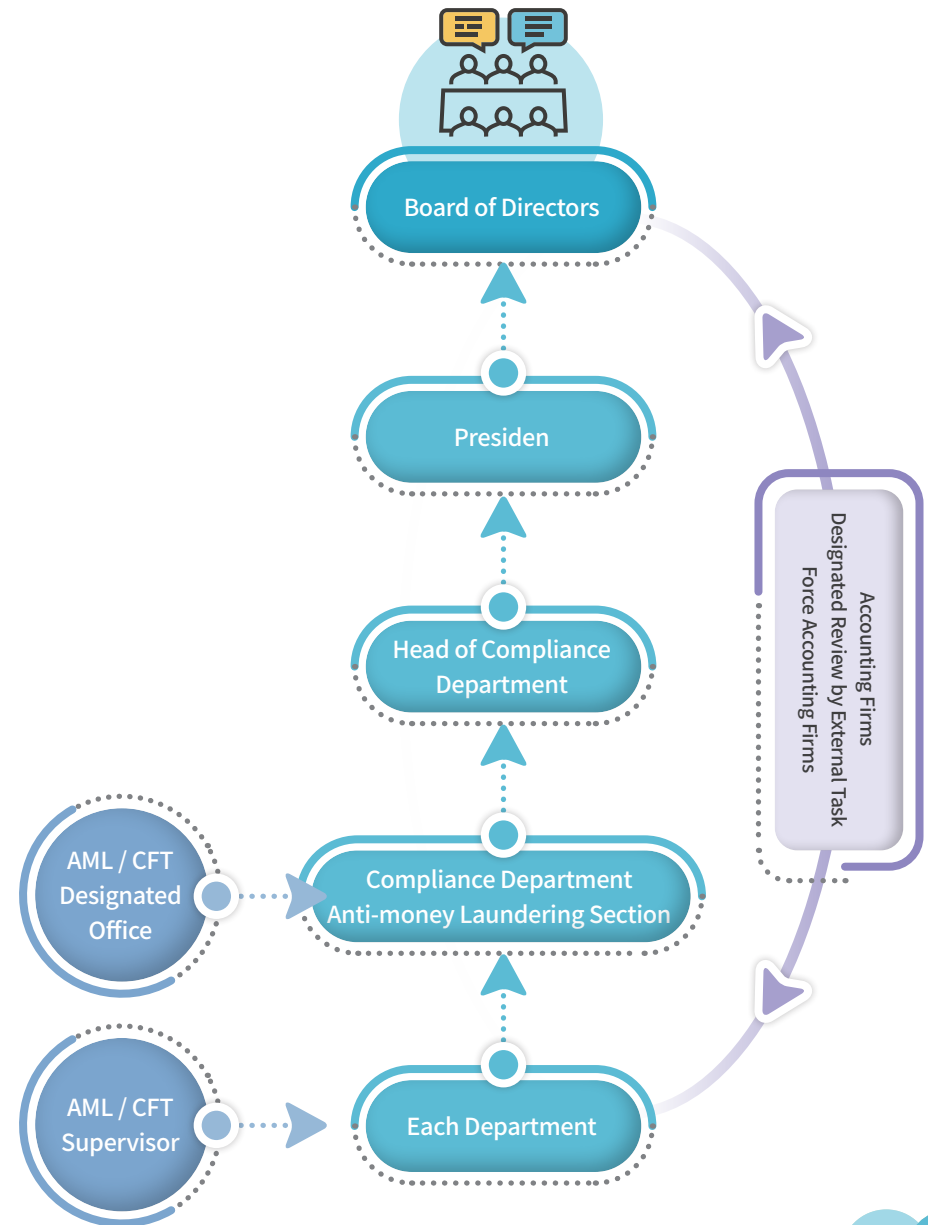 Board of Directors
Presiden
Head of Compliance
Department
AML / CFT
Designated
Office
Compliance Department
Anti-money Laundering Section
AML / CFT
Supervisor
Each Department
Accounting Firms
Designated Review by External Task
Force Accounting Firms